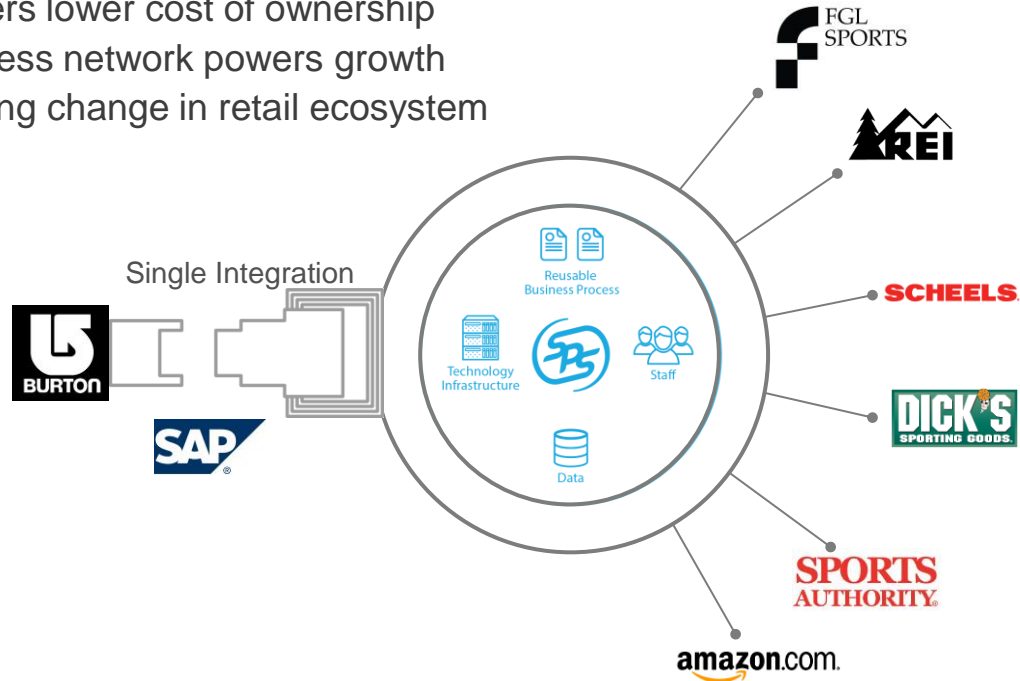 ers lower cost of ownership
ess network powers growth
ng change in retail ecosystem
FGL
SPORTS
REI
Single Integration
Reusable
Business Process
SCHEELS.
BURTON
Technology
Infrastructure
SPS
Staff
DICK'S
SPORTING GOODS.
SAP
®
Data
SPORTS
AUTHORITY®
amazon.com.